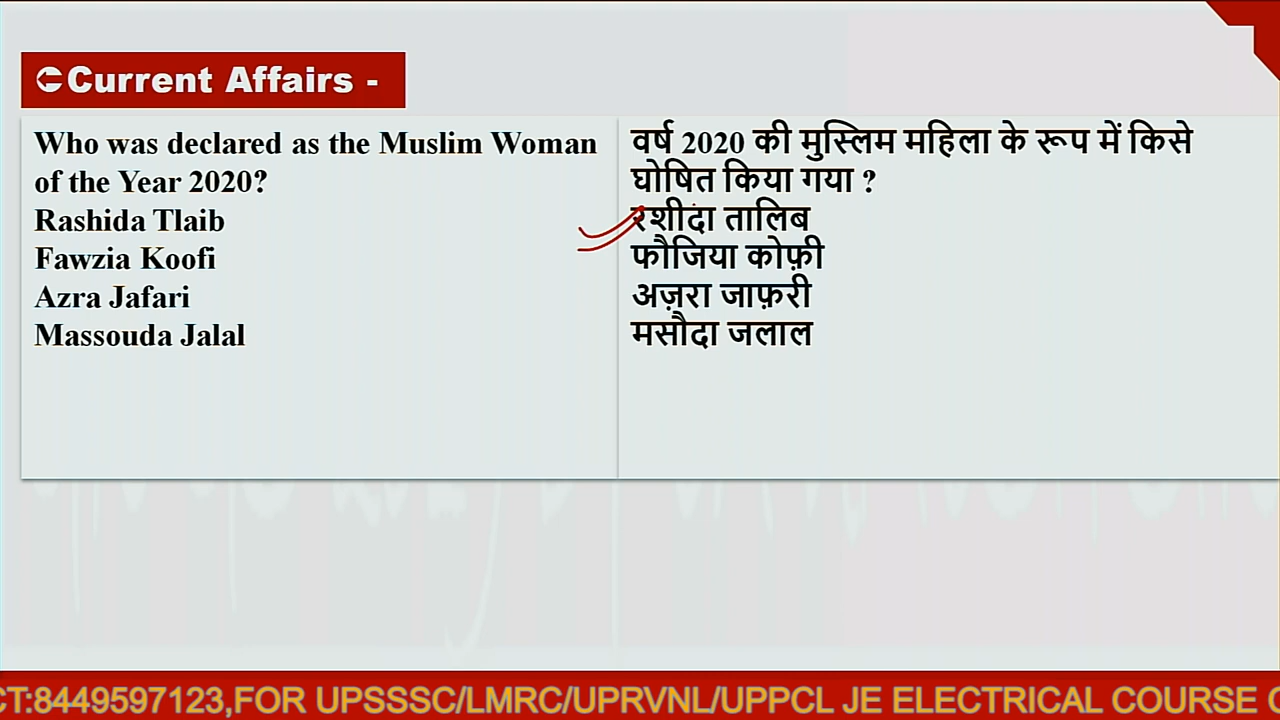 Current Affairs -
Who was declared as the Muslim Woman
of the Year 2020?
Rashida Tlaib
Fawzia Koofi
Azra Jafari
Massouda Jalal
वर्ष 2020 की मुस्लिम महिला के रूप में किसे
घोषित किया गया ?
रशीदा तालिब
फौजिया कोफ़ी
अज़रा जाफ़री
मसौदा जलाल
CT:8449597123,FOR UPSSSC/LMRC/UPRVNL/UPPCL JE ELECTRICAL COURSE